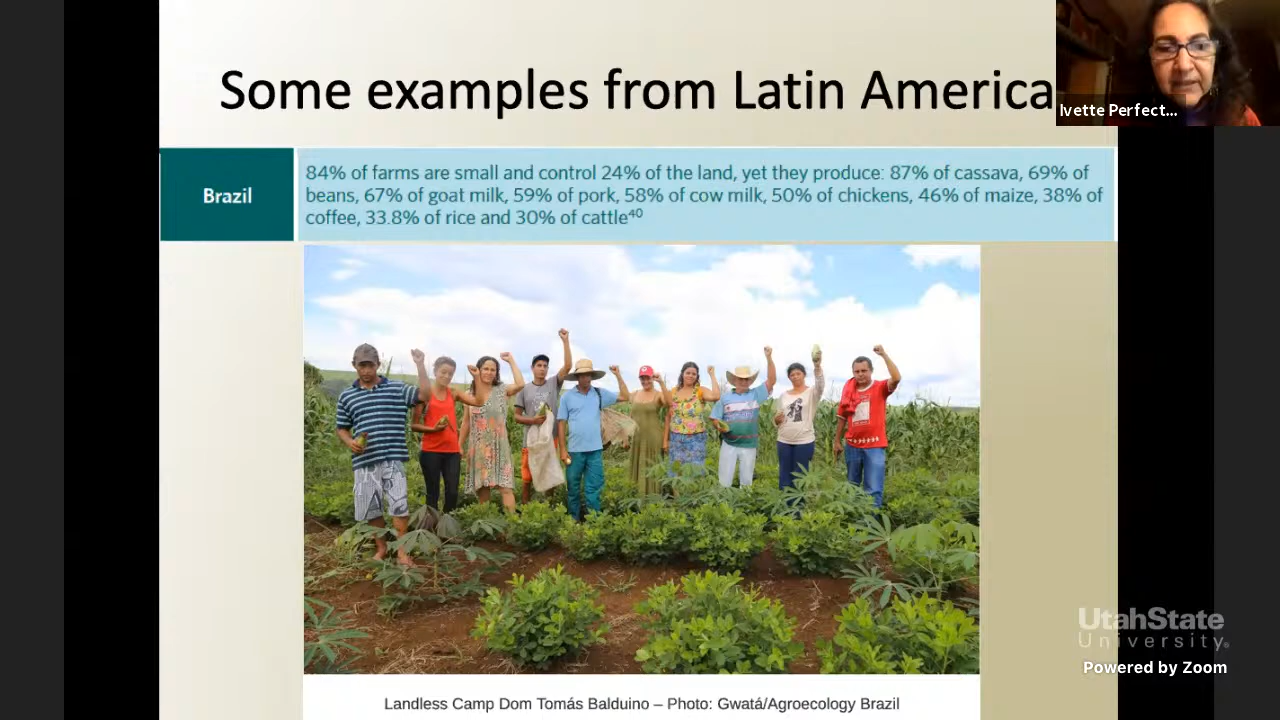 Some examples from Latin America
Ivette Perfect...
Brazil
84% of farms are small and control 24% of the land, yet they produce: 87% of cassava, 69% of
beans, 67% of goat milk, 59% of pork, 58% of cow milk, 50% of chickens, 46% of maize, 38% of
coffee, 33.8% of rice and 30% of cattle⁴⁰
UtahState
University®
Powered by Zoom
Landless Camp Dom Tomás Balduino – Photo: Gwatá/Agroecology Brazil